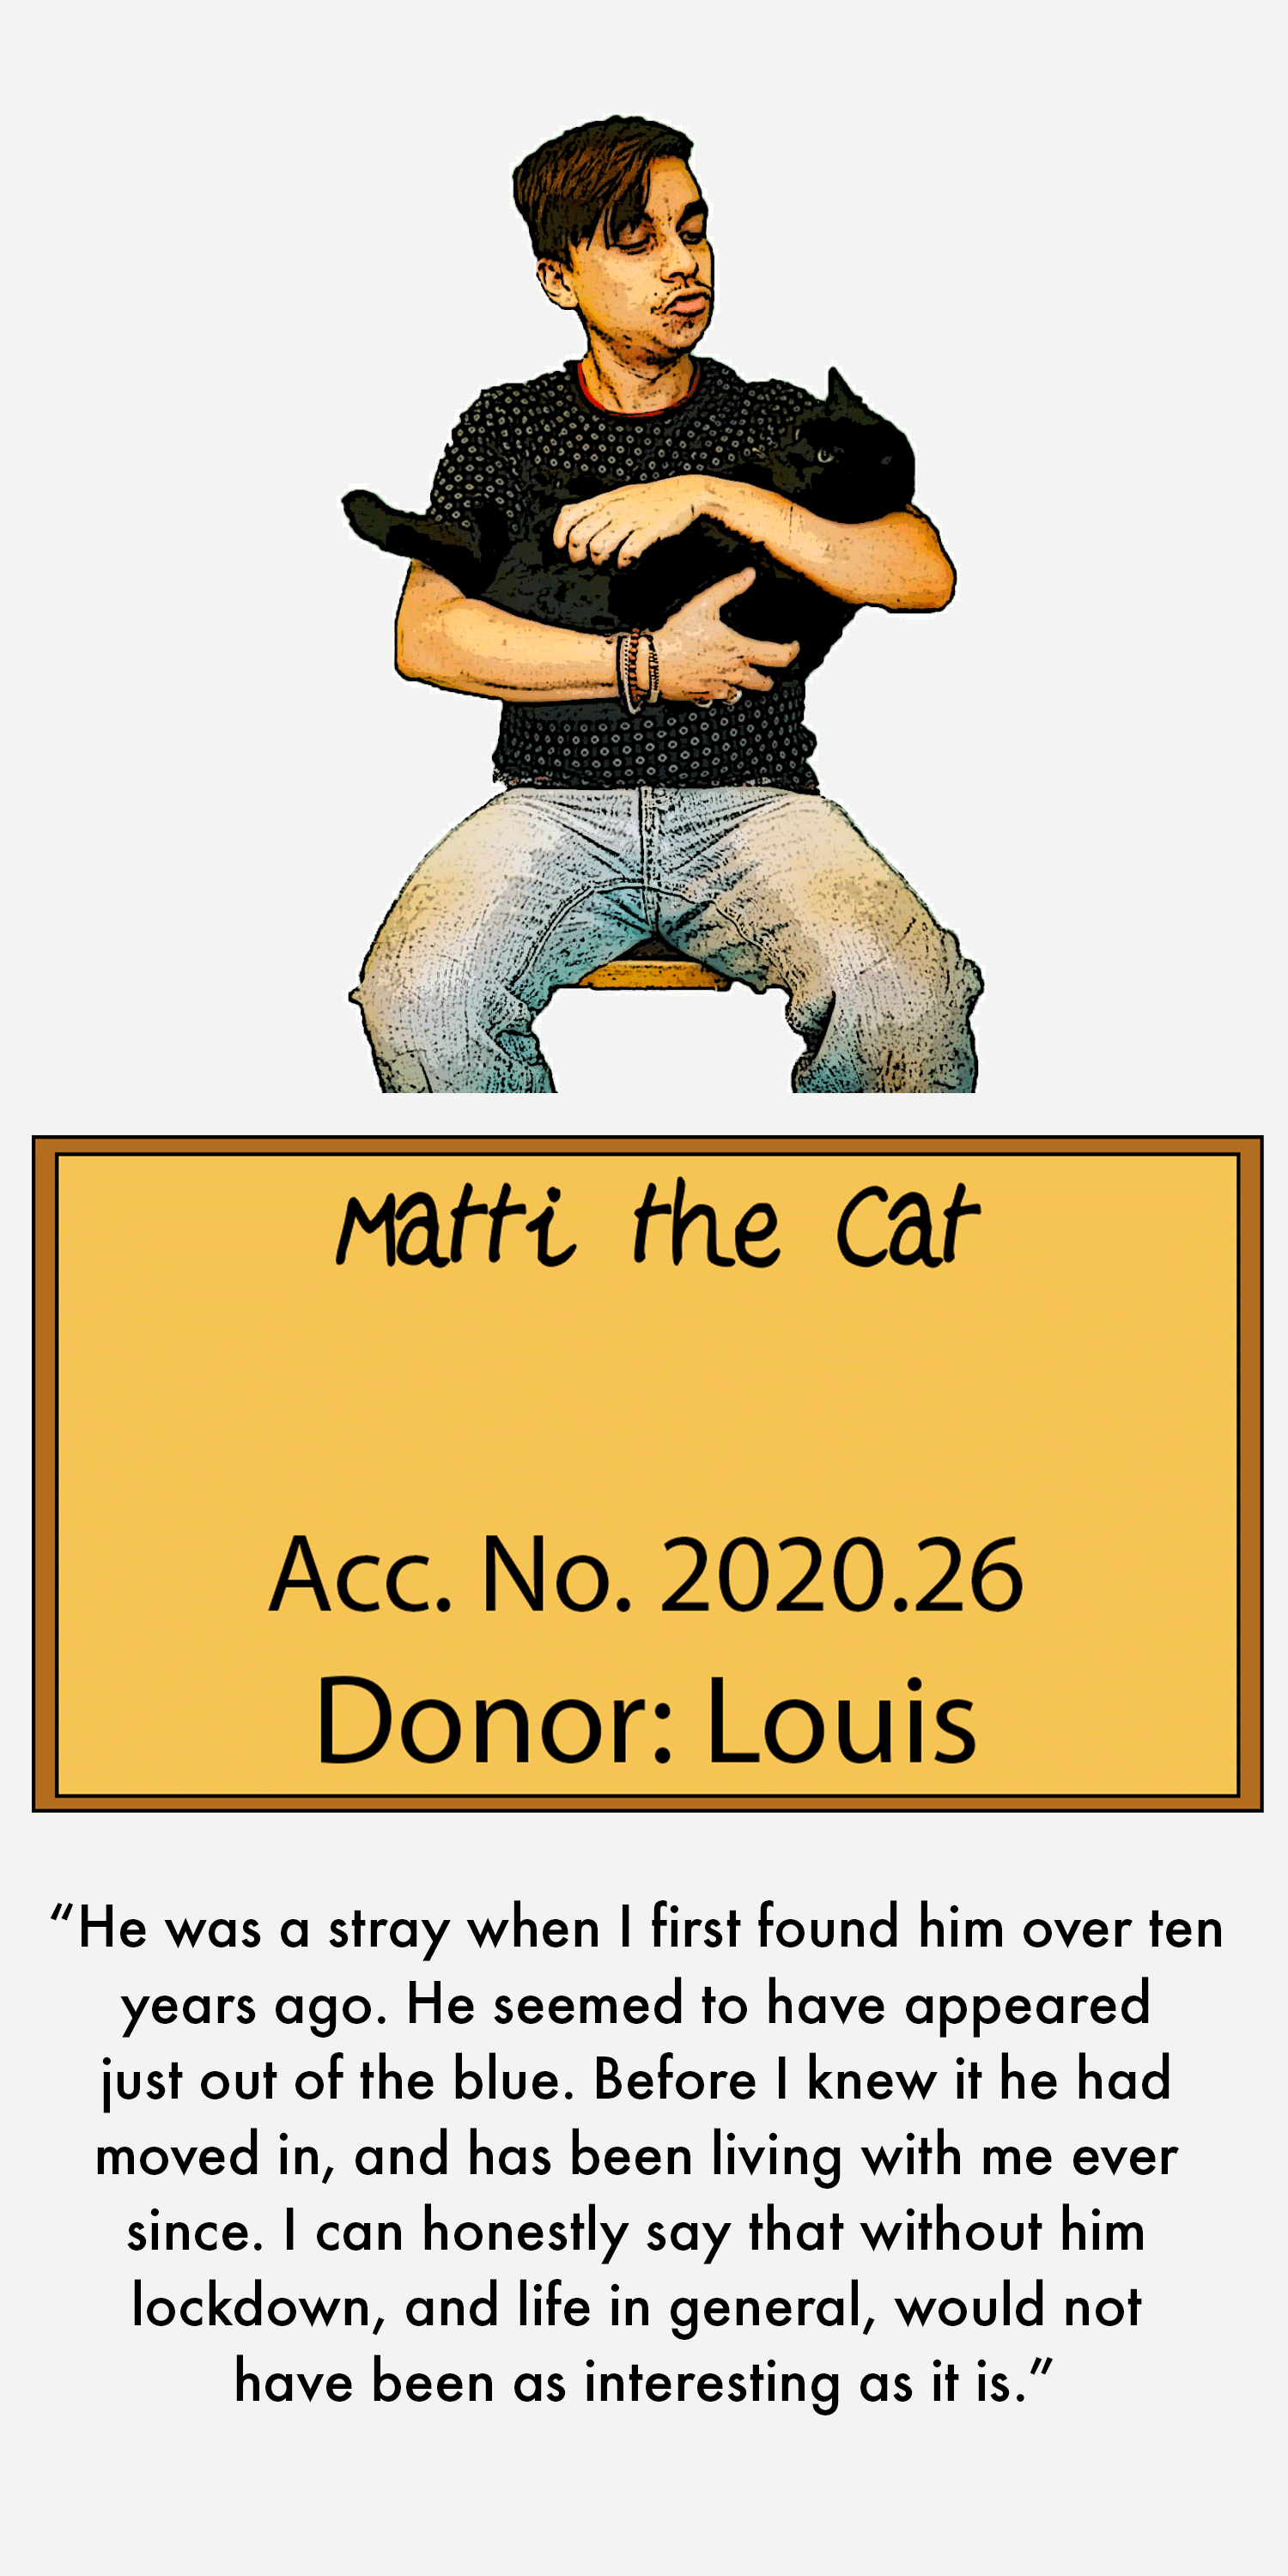 Matti the Cat
Acc. No. 2020.26
Donor: Louis
“He was a stray when I first found him over ten
years ago. He seemed to have appeared
just out of the blue. Before I knew it he had
moved in, and has been living with me ever
since. I can honestly say that without him
lockdown, and life in general, would not
have been as interesting as it is.”